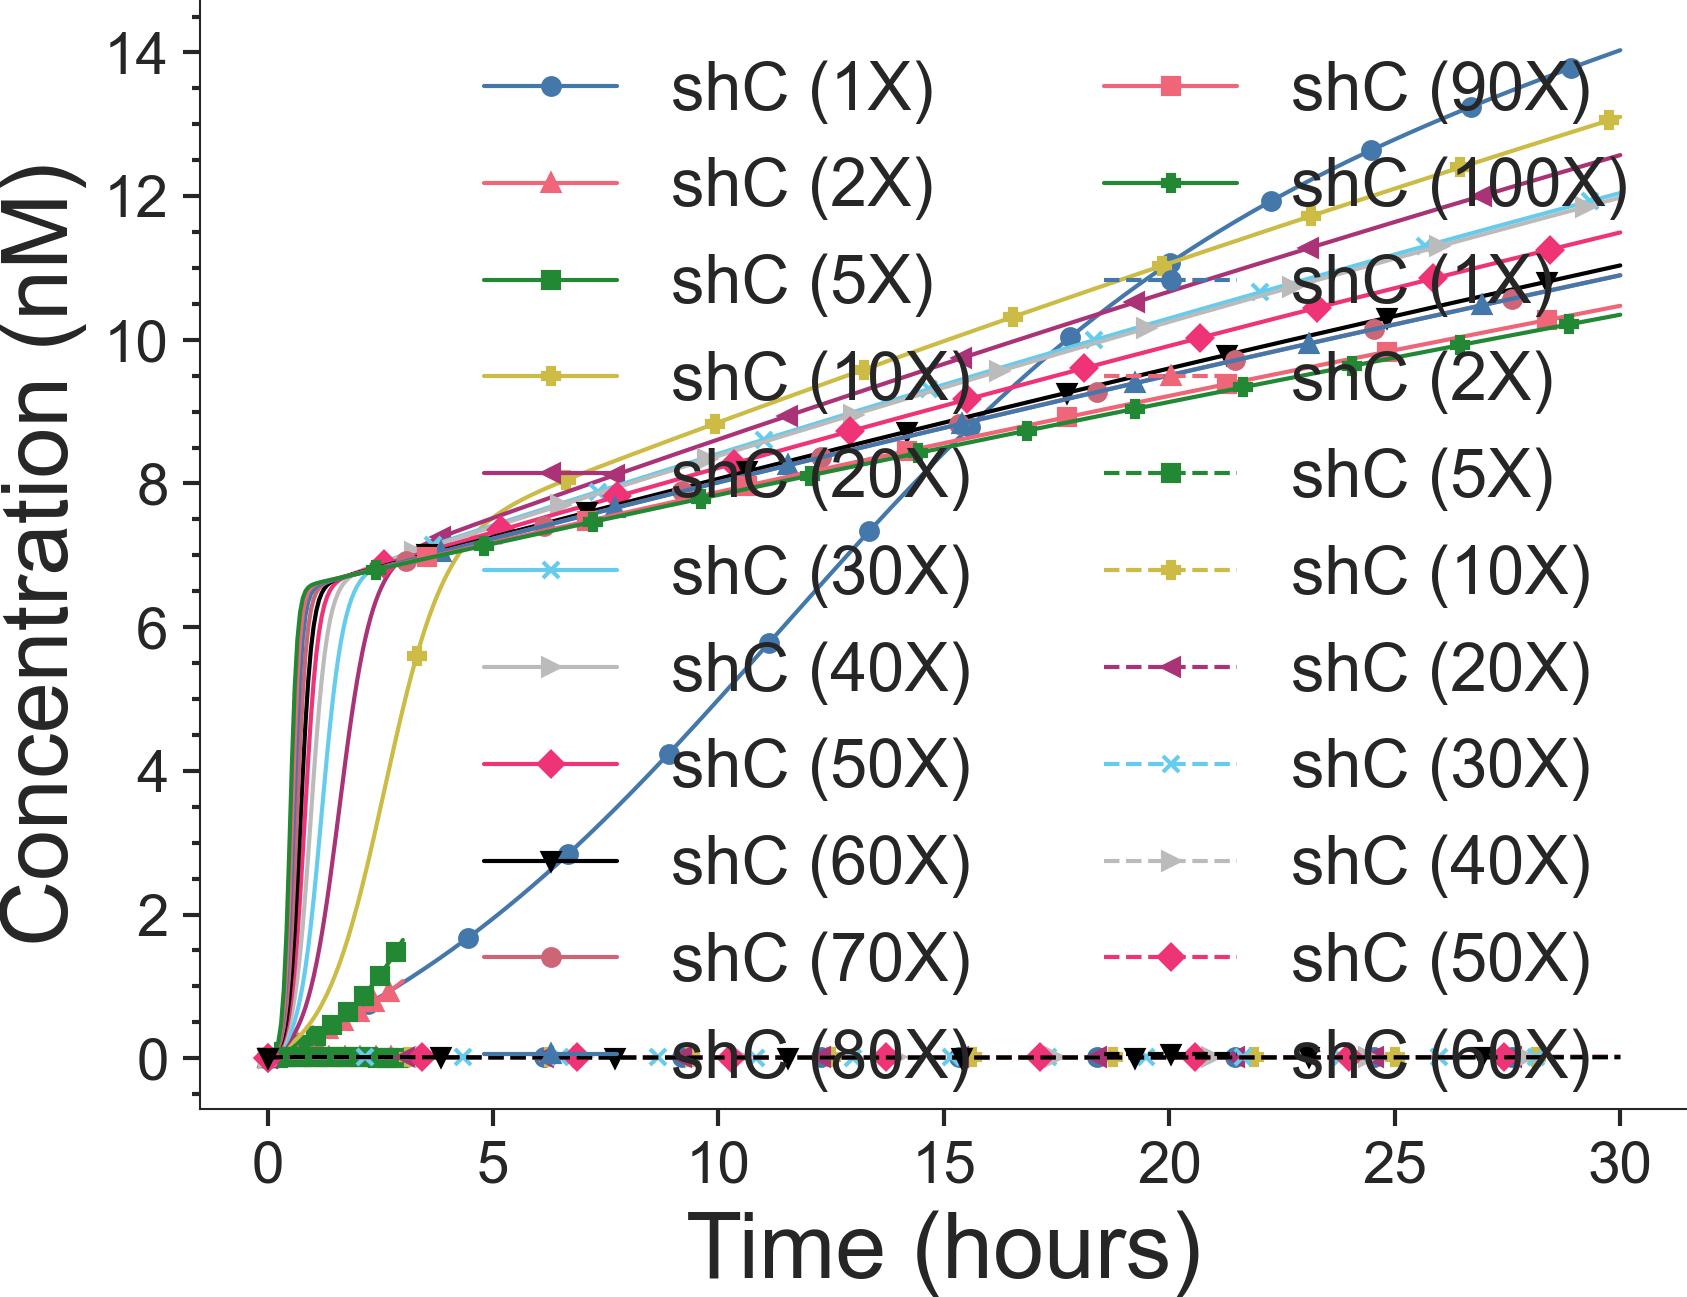 Concentration (nM)
14
12
10
8
6
4
2
0
shC (1X)
shC (2X)
shC (5X)
shC (10X)
shC (20X)
shC (30X)
shC (40X)
shC (50X)
shC (60X)
shC (70X)
shC (80X)
shC (90X)
shC (100X)
shC (1X)
shC (2X)
shC (5X)
shC (10X)
shC (20X)
shC (30X)
shC (40X)
shC (50X)
shC (60X)
0 5 10 15 20 25 30
Time (hours)